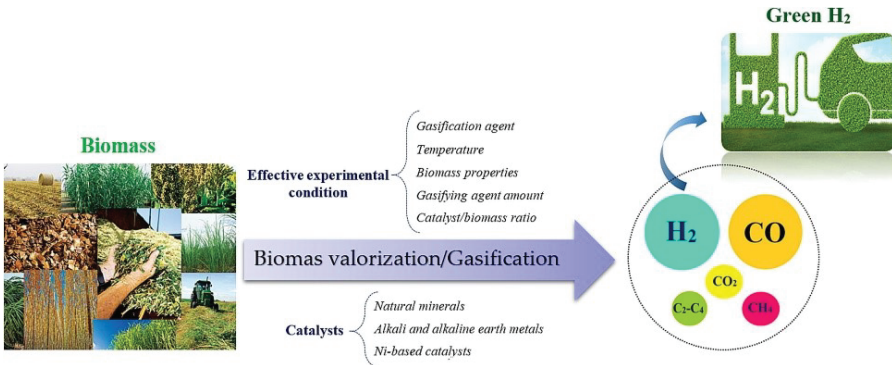 Green H₂
H₂
Biomass
Effective experimental
condition
Gasification agent
Temperature
Biomass properties
Gasifying agent amount
Catalyst/biomass ratio
Biomas valorization/Gasification
Catalysts
Natural minerals
Alkali and alkaline earth metals
Ni-based catalysts
H₂
CO
CO₂
C₂-C₄
CH₄